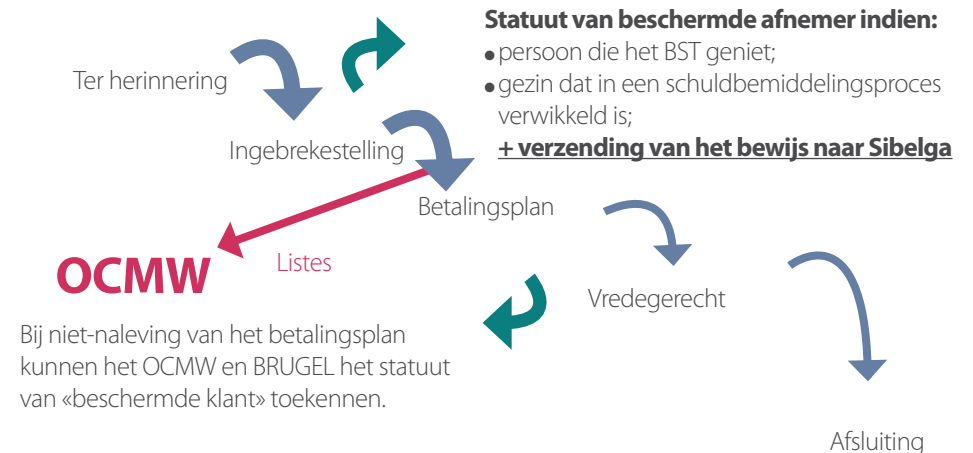 Statuut van beschermde afnemer indien:
● persoon die het BST geniet;
● gezin dat in een schuldbemiddelingsproces
verwikkeld is;
+ verzending van het bewijs naar Sibelga
Ter herinnering
Ingebrekestelling
Betalingsplan
Listes
OCMW
Vredegerecht
Bij niet-naleving van het betalingsplan
kunnen het OCMW en BRUGEL het statuut
van «beschermde klant» toekennen.
Afsluiting